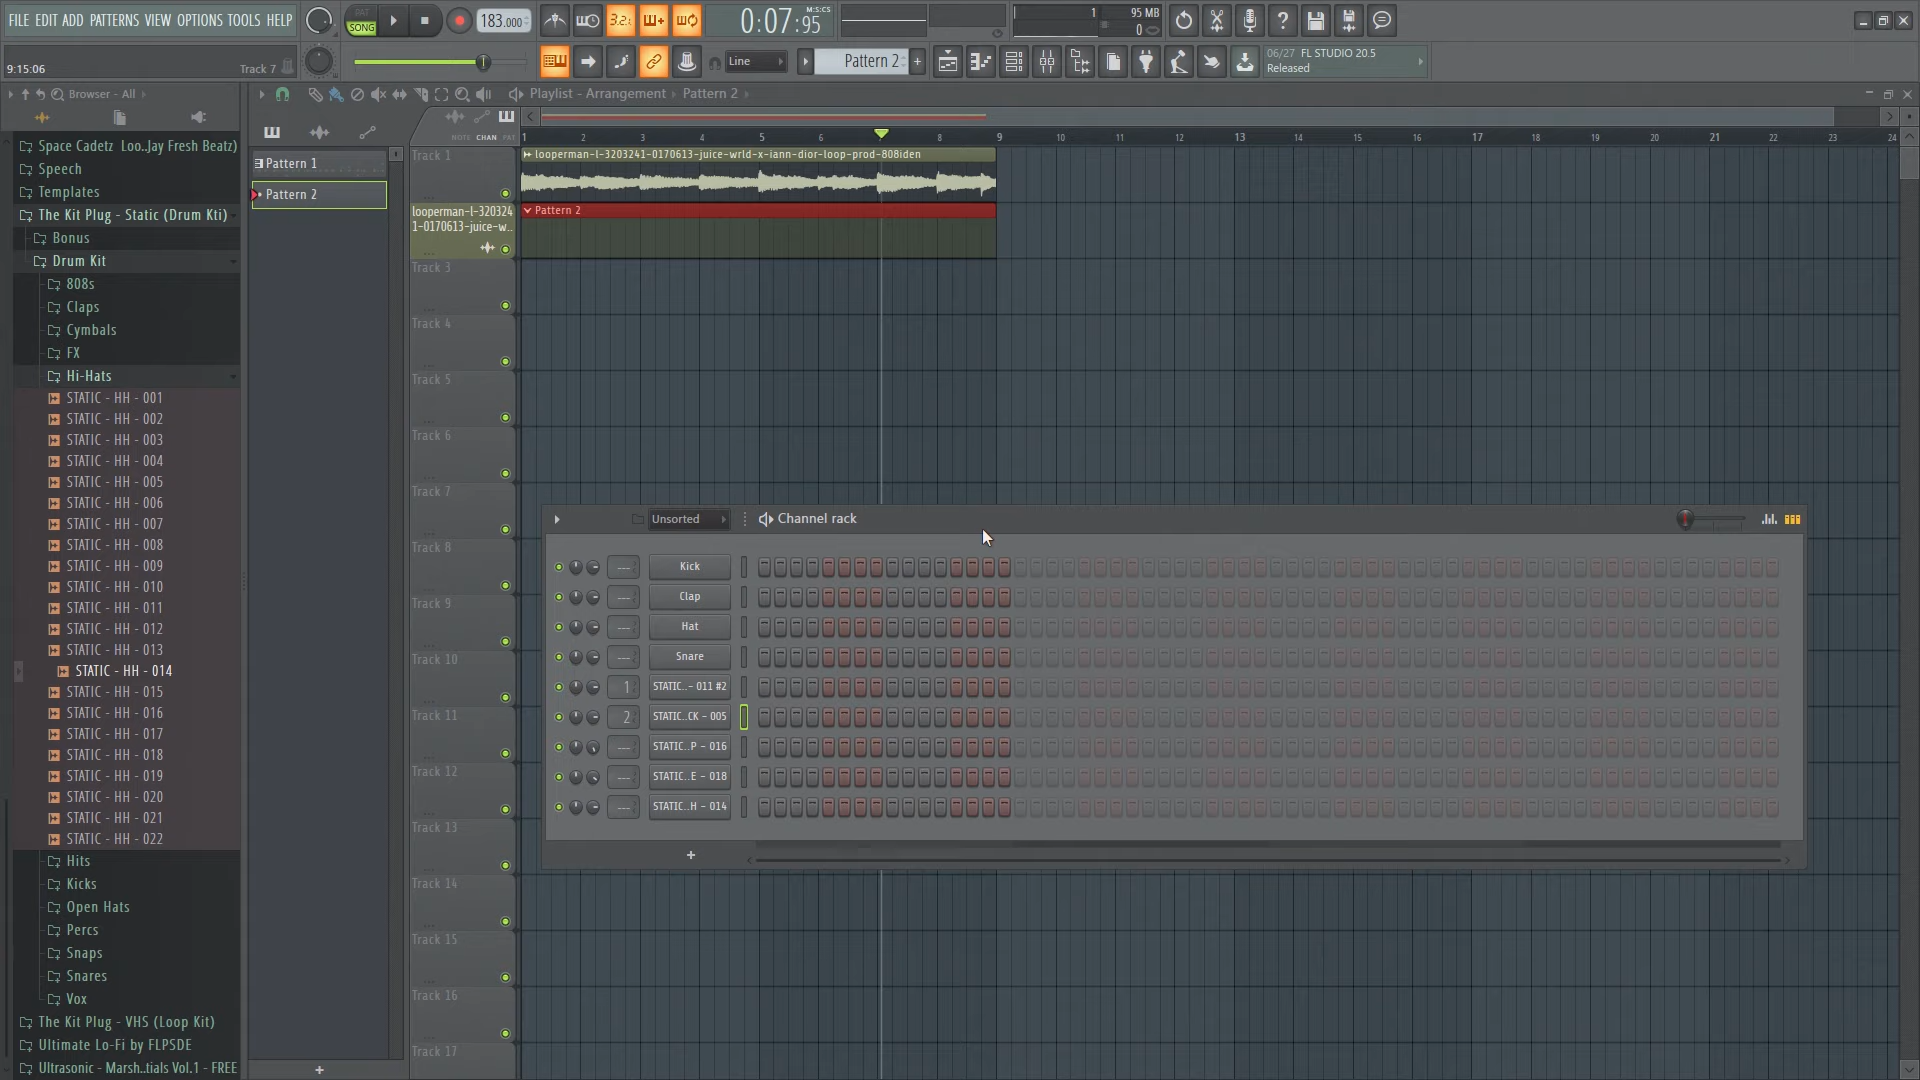 FILE EDIT ADD PATTERNS VIEW OPTIONS TOOLS HELP
PAT
SONG
183.000
3.2.1
0:07:95
M:S:CS
1
95 MB
0
9:15:06
Track 7
Line
Pattern 2
06/27 FL STUDIO 20.5
Released
Browser - All
Playlist - Arrangement
Pattern 2
NOTE CHAN PAT
1 2 3 4 5 6 7 8 9 10 11 12 13 14 15 16 17 18 19 20 21 22 23 24
Space Cadetz Loo..Jay Fresh Beatz)
Speech
Templates
The Kit Plug - Static (Drum Kti)
Bonus
Drum Kit
808s
Claps
Cymbals
FX
Hi-Hats
STATIC - HH - 001
STATIC - HH - 002
STATIC - HH - 003
STATIC - HH - 004
STATIC - HH - 005
STATIC - HH - 006
STATIC - HH - 007
STATIC - HH - 008
STATIC - HH - 009
STATIC - HH - 010
STATIC - HH - 011
STATIC - HH - 012
STATIC - HH - 013
STATIC - HH - 014
STATIC - HH - 015
STATIC - HH - 016
STATIC - HH - 017
STATIC - HH - 018
STATIC - HH - 019
STATIC - HH - 020
STATIC - HH - 021
STATIC - HH - 022
Hits
Kicks
Open Hats
Percs
Snaps
Snares
Vox
The Kit Plug - VHS (Loop Kit)
Ultimate Lo-Fi by FLPSDE
Ultrasonic - Marsh..tials Vol.1 - FREE
Pattern 1
Pattern 2
Track 1
looperman-l-3203241-0170613-juice-wrld-x-iann-dior-loop-prod-808iden
looperman-l-320324
1-0170613-juice-w..
Pattern 2
Track 3
Track 4
Track 5
Track 6
Track 7
Track 8
Track 9
Track 10
Track 11
Track 12
Track 13
Track 14
Track 15
Track 16
Track 17
Unsorted
Channel rack
--- Kick
--- Clap
--- Hat
--- Snare
1 STATIC..- 011 #2
2 STATIC..CK - 005
--- STATIC..P - 016
--- STATIC..E - 018
--- STATIC..H - 014
+
+